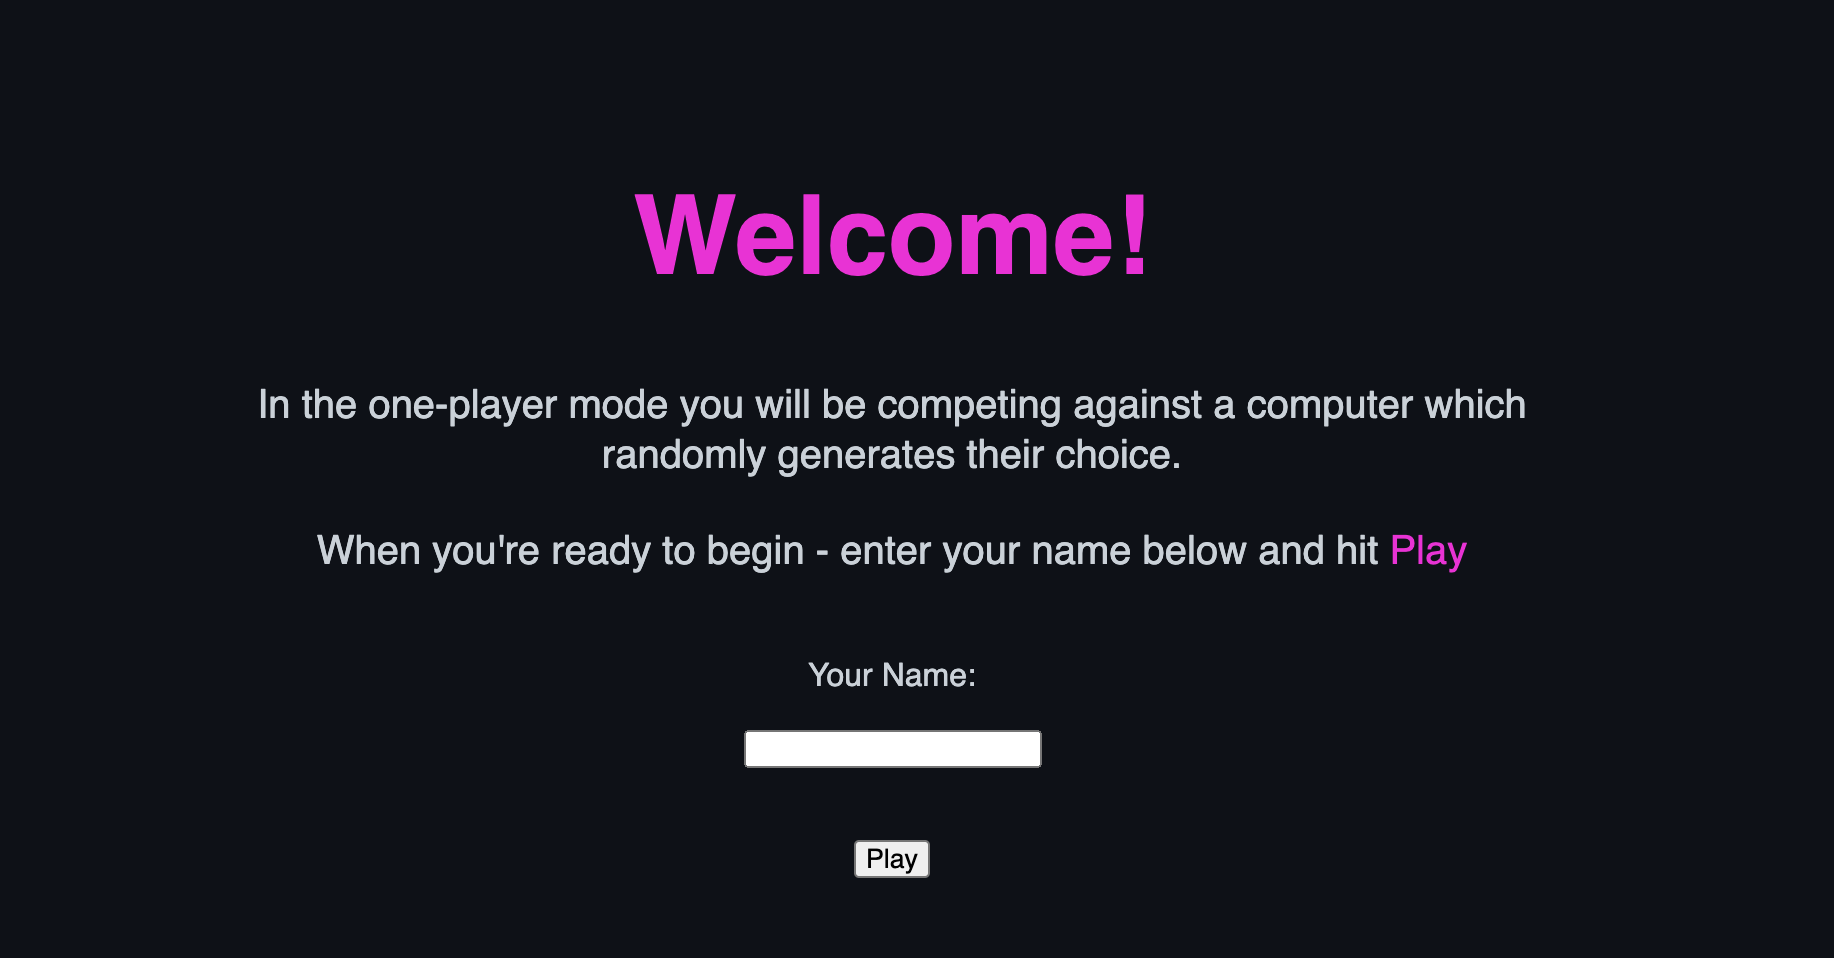 Welcome!
In the one-player mode you will be competing against a computer which
randomly generates their choice.
When you're ready to begin - enter your name below and hit Play
Your Name:
Play